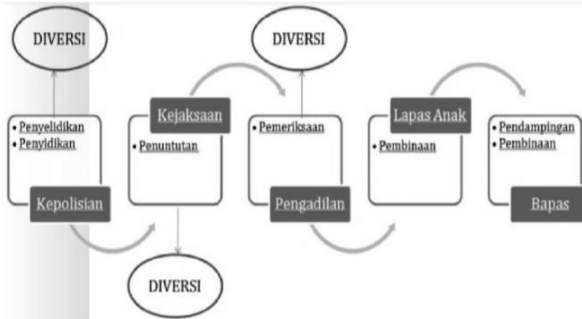 DIVERSI
DIVERSI
• Penyelidikan
• Penyidikan
Kepolisian
Kejaksaan
• Penuntutan
DIVERSI
• Pemeriksaan
Pengadilan
Lapas Anak
• Pembinaan
• Pendampingan
• Pembinaan
Bapas